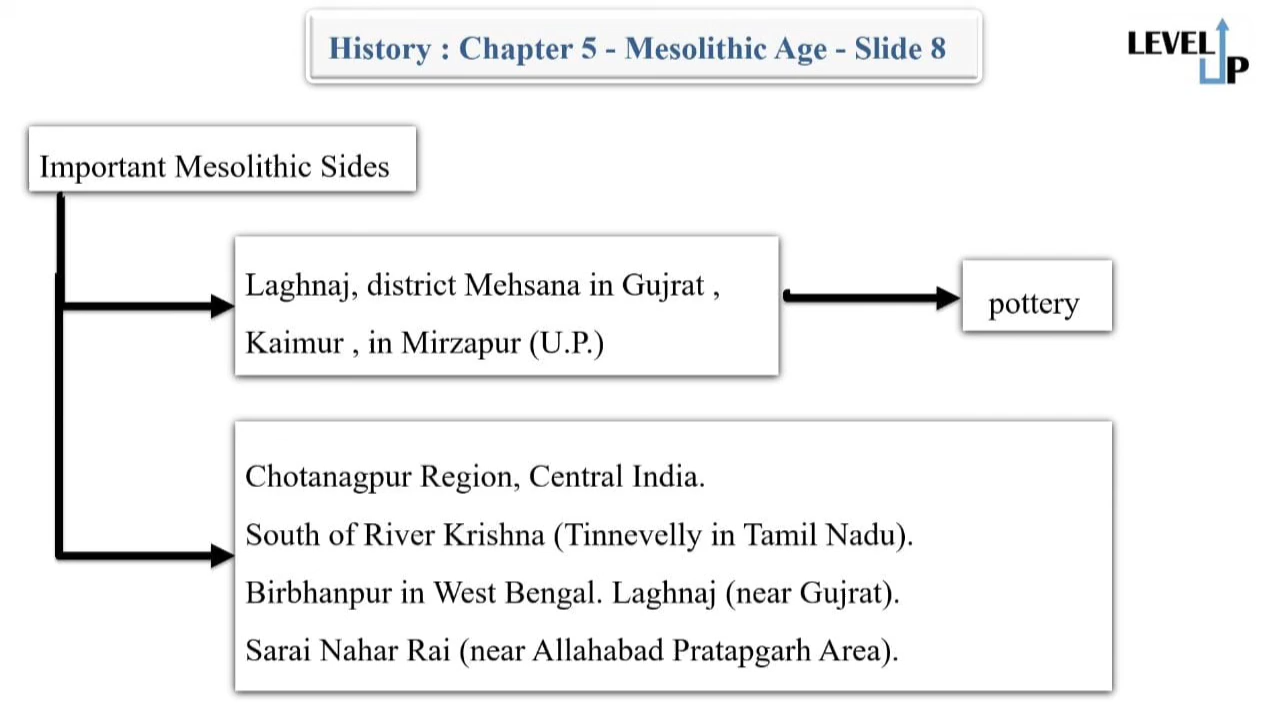 History : Chapter 5 - Mesolithic Age - Slide 8
LEVEL UP
Important Mesolithic Sides
Laghnaj, district Mehsana in Gujrat ,
Kaimur , in Mirzapur (U.P.)
pottery
Chotanagpur Region, Central India.
South of River Krishna (Tinnevelly in Tamil Nadu).
Birbhanpur in West Bengal. Laghnaj (near Gujrat).
Sarai Nahar Rai (near Allahabad Pratapgarh Area).